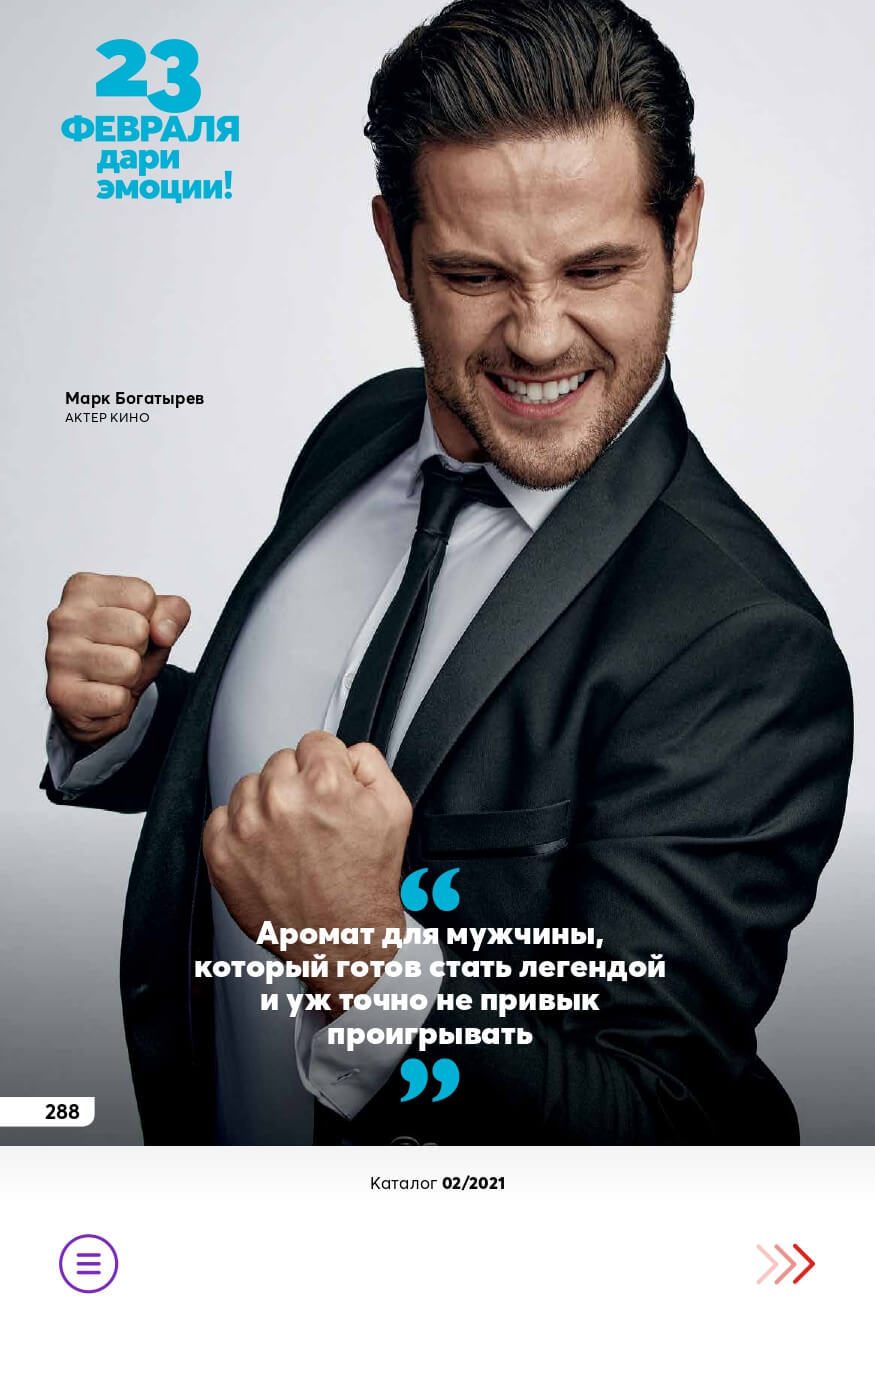 23
ФЕВРАЛЯ
дари
эмоции!
Марк Богатырев
АКТЕР КИНО
“
Аромат для мужчины,
который готов стать легендой
и уж точно не привык
проигрывать
”
288
Каталог 02/2021